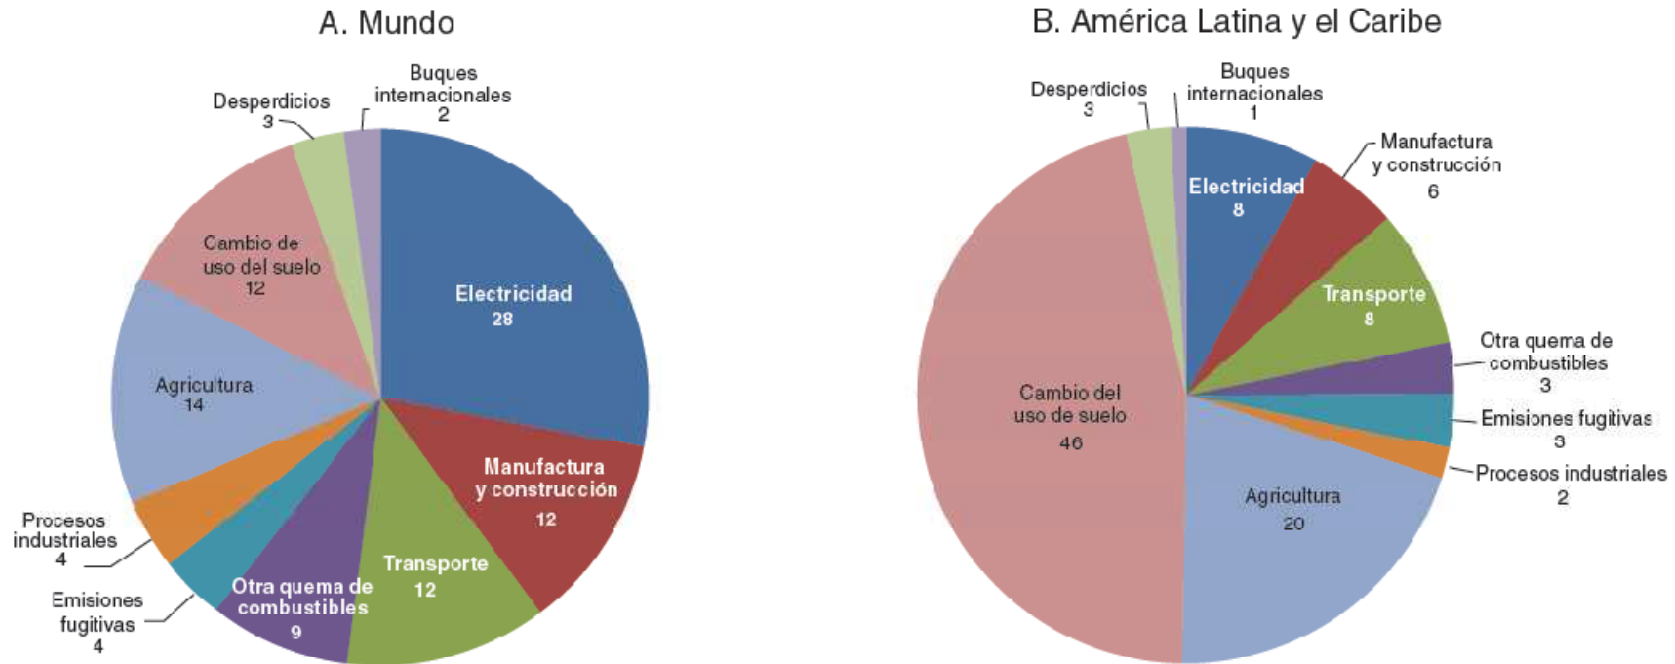 A. Mundo
Buques
internacionales
2
Desperdicios
3
Cambio de
uso del suelo
12
Electricidad
28
Agricultura
14
Manufactura
y construcción
12
Procesos
industriales
4
Transporte
12
Otra quema de
combustibles
9
Emisiones
fugitivas
4
B. América Latina y el Caribe
Buques
internacionales
1
Desperdicios
3
Manufactura
y construcción
6
Electricidad
8
Transporte
8
Otra quema de
combustibles
3
Cambio del
uso de suelo
46
Emisiones fugitivas
3
Procesos industriales
2
Agricultura
20